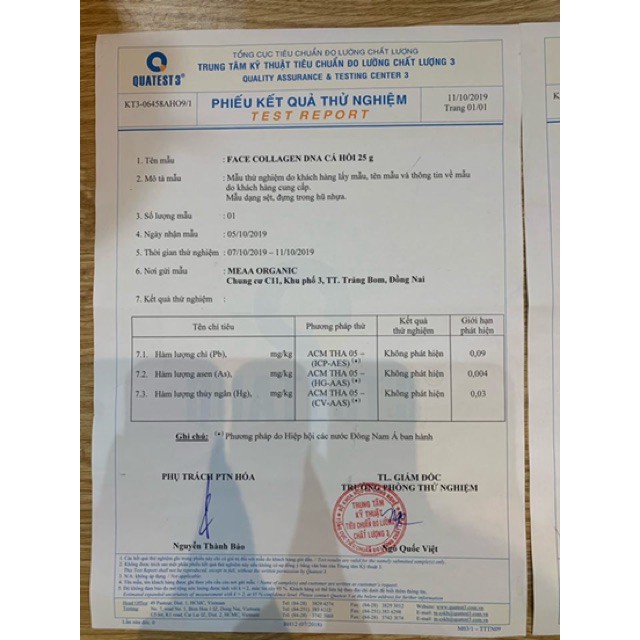 TỔNG CỤC TIÊU CHUẨN ĐO LƯỜNG CHẤT LƯỢNG
TRUNG TÂM KỸ THUẬT TIÊU CHUẨN ĐO LƯỜNG CHẤT LƯỢNG 3
QUALITY ASSURANCE & TESTING CENTER 3
QUATEST 3
KT3-06458AHO9/1
PHIẾU KẾT QUẢ THỬ NGHIỆM
TEST REPORT
11/10/2019
Trang 01/01
1. Tên mẫu : FACE COLLAGEN DNA CÁ HỒI 25 g
2. Mô tả mẫu : Mẫu thử nghiệm do khách hàng lấy mẫu, tên mẫu và thông tin về mẫu
do khách hàng cung cấp.
Mẫu dạng sệt, đựng trong hũ nhựa.
3. Số lượng mẫu : 01
4. Ngày nhận mẫu : 05/10/2019
5. Thời gian thử nghiệm : 07/10/2019 – 11/10/2019
6. Nơi gửi mẫu : MEAA ORGANIC
Chung cư C11, Khu phố 3, TT. Trảng Bom, Đồng Nai
7. Kết quả thử nghiệm :
Tên chỉ tiêu Phương pháp thử Kết quả thử nghiệm Giới hạn phát hiện
7.1. Hàm lượng chì (Pb), mg/kg ACM THA 05 – (ICP-AES) (*) Không phát hiện 0,09
7.2. Hàm lượng asen (As), mg/kg ACM THA 05 – (HG-AAS) (*) Không phát hiện 0,004
7.3. Hàm lượng thủy ngân (Hg), mg/kg ACM THA 05 – (CV-AAS) (*) Không phát hiện 0,03
Ghi chú: (*) Phương pháp do Hiệp hội các nước Đông Nam Á ban hành
PHỤ TRÁCH PTN HÓA
TL. GIÁM ĐỐC
TRƯỞNG PHÒNG THỬ NGHIỆM
TRUNG TÂM
KỸ THUẬT
TIÊU CHUẨN ĐO LƯỜNG
CHẤT LƯỢNG 3
Nguyễn Thành Bảo
Ngô Quốc Việt